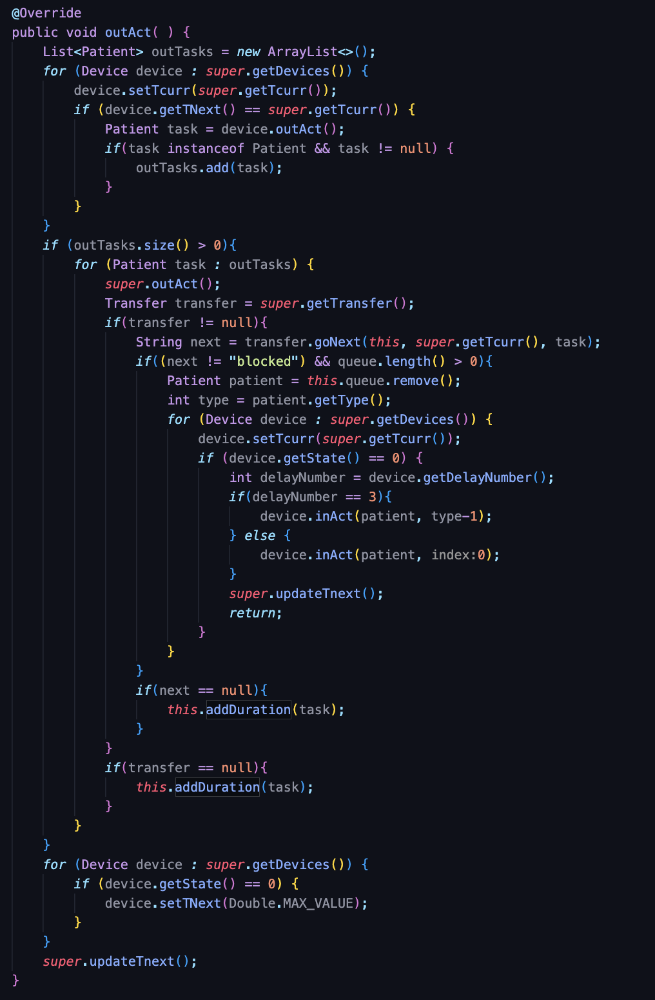 @Override
public void outAct( ) {
    List<Patient> outTasks = new ArrayList<>();
    for (Device device : super.getDevices()) {
        device.setTcurr(super.getTcurr());
        if (device.getTNext() == super.getTcurr()) {
            Patient task = device.outAct();
            if(task instanceof Patient && task != null) {
                outTasks.add(task);
            }
        }
    }
    if (outTasks.size() > 0){
        for (Patient task : outTasks) {
            super.outAct();
            Transfer transfer = super.getTransfer();
            if(transfer != null){
                String next = transfer.goNext(this, super.getTcurr(), task);
                if((next != "blocked") && queue.length() > 0){
                    Patient patient = this.queue.remove();
                    int type = patient.getType();
                    for (Device device : super.getDevices()) {
                        device.setTcurr(super.getTcurr());
                        if (device.getState() == 0) {
                            int delayNumber = device.getDelayNumber();
                            if(delayNumber == 3){
                                device.inAct(patient, type-1);
                            } else {
                                device.inAct(patient, index:0);
                            }
                            super.updateTnext();
                            return;
                        }
                    }
                }
                if(next == null){
                    this.addDuration(task);
                }
            }
            if(transfer == null){
                this.addDuration(task);
            }
        }
    }
    for (Device device : super.getDevices()) {
        if (device.getState() == 0) {
            device.setTNext(Double.MAX_VALUE);
        }
    }
    super.updateTnext();
}